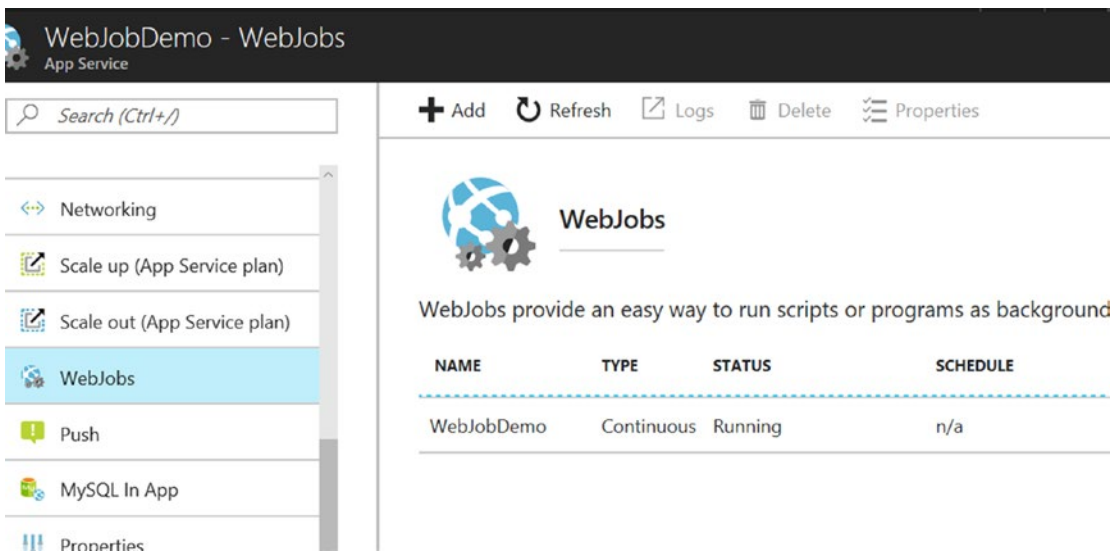 WebJobDemo - WebJobs
App Service
Search (Ctrl+/)
Networking
Scale up (App Service plan)
Scale out (App Service plan)
WebJobs
Push
MySQL In App
Properties
Add Refresh Logs Delete Properties
WebJobs
WebJobs provide an easy way to run scripts or programs as background
NAME TYPE STATUS SCHEDULE
WebJobDemo Continuous Running n/a